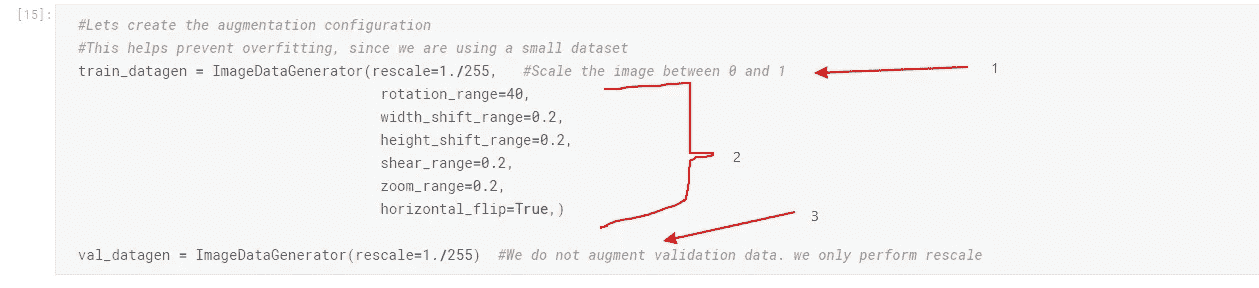 [15]:
#Lets create the augmentation configuration
#This helps prevent overfitting, since we are using a small dataset
train_datagen = ImageDataGenerator(rescale=1./255,   #Scale the image between 0 and 1
1
rotation_range=40,
width_shift_range=0.2,
height_shift_range=0.2,
2
shear_range=0.2,
zoom_range=0.2,
horizontal_flip=True,)
3
val_datagen = ImageDataGenerator(rescale=1./255)  #We do not augment validation data. we only perform rescale